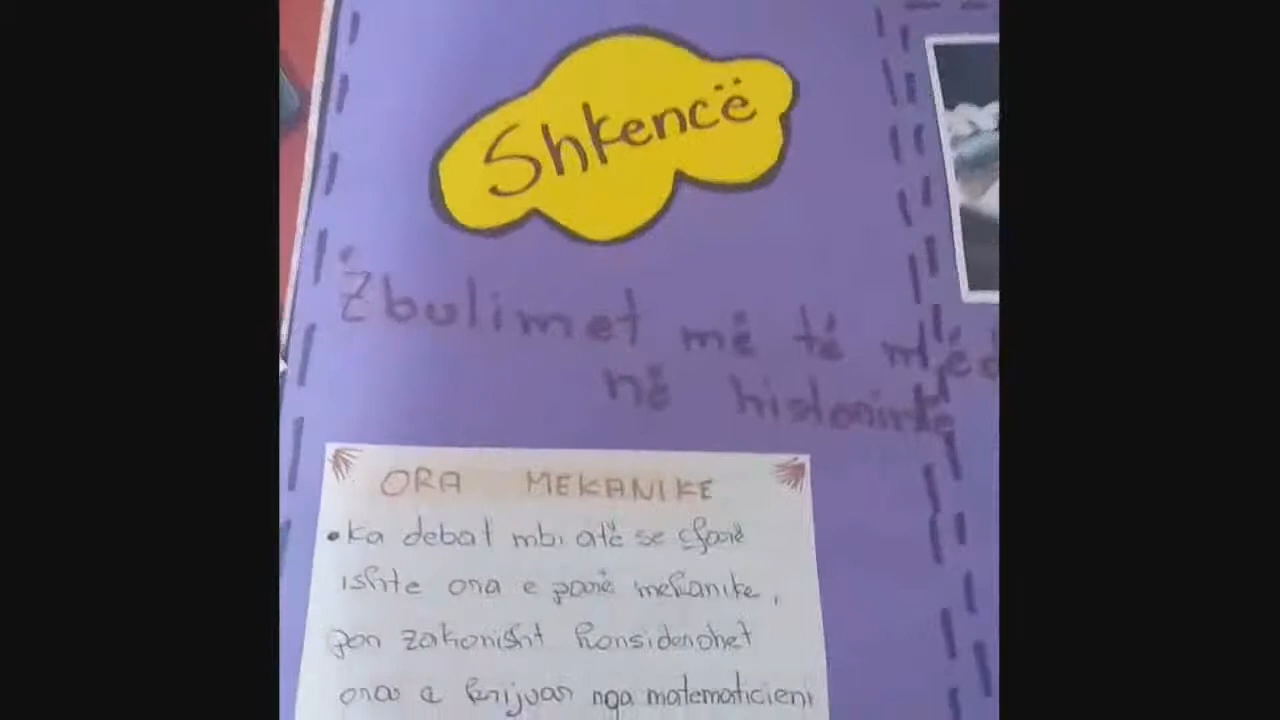 Shkencë
Zbulimet më të
në historinë
ORA MEKANIKE
• Ka debat mbi atë se çfarë
ishte ora e parë mekanike,
por zakonisht konsiderohet
ora e krijuar nga matematicieni